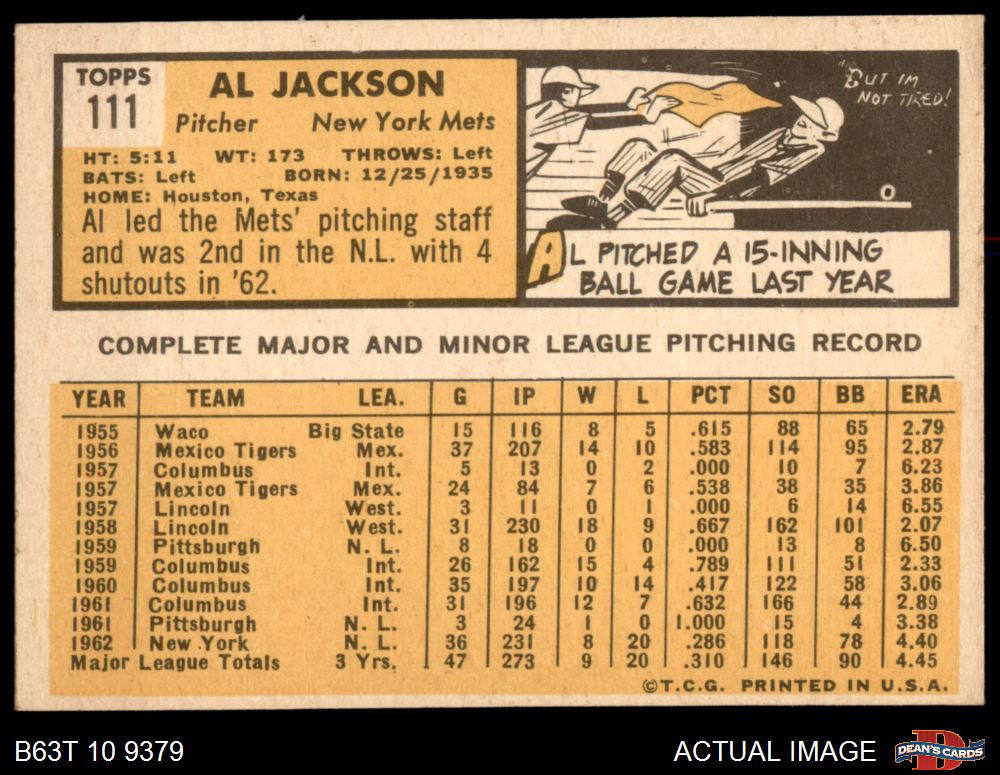 TOPPS
111
AL JACKSON
Pitcher New York Mets
HT: 5:11 WT: 173 THROWS: Left
BATS: Left BORN: 12/25/1935
HOME: Houston, Texas
Al led the Mets' pitching staff
and was 2nd in the N.L. with 4
shutouts in '62.
"BUT IM
NOT TIRED!
AL PITCHED A 15-INNING
BALL GAME LAST YEAR
COMPLETE MAJOR AND MINOR LEAGUE PITCHING RECORD
YEAR TEAM LEA. G IP W L PCT SO BB ERA
1955 Waco Big State 15 116 8 5 .615 88 65 2.79
1956 Mexico Tigers Mex. 37 207 14 10 .583 114 95 2.87
1957 Columbus Int. 5 13 0 2 .000 10 7 6.23
1957 Mexico Tigers Mex. 24 84 7 6 .538 38 35 3.86
1957 Lincoln West. 3 11 0 1 .000 6 14 6.55
1958 Lincoln West. 31 230 18 9 .667 162 101 2.07
1959 Pittsburgh N. L. 8 18 0 0 .000 13 8 6.50
1959 Columbus Int. 26 162 15 4 .789 111 51 2.33
1960 Columbus Int. 35 197 10 14 .417 122 58 3.06
1961 Columbus Int. 31 196 12 7 .632 166 44 2.89
1961 Pittsburgh N. L. 3 24 1 0 1.000 15 4 3.38
1962 New York N. L. 36 231 8 20 .286 118 78 4.40
Major League Totals 3 Yrs. 47 273 9 20 .310 146 90 4.45
©T.C.G. PRINTED IN U.S.A.
B63T 10 9379
ACTUAL IMAGE
D
DEAN'S CARDS